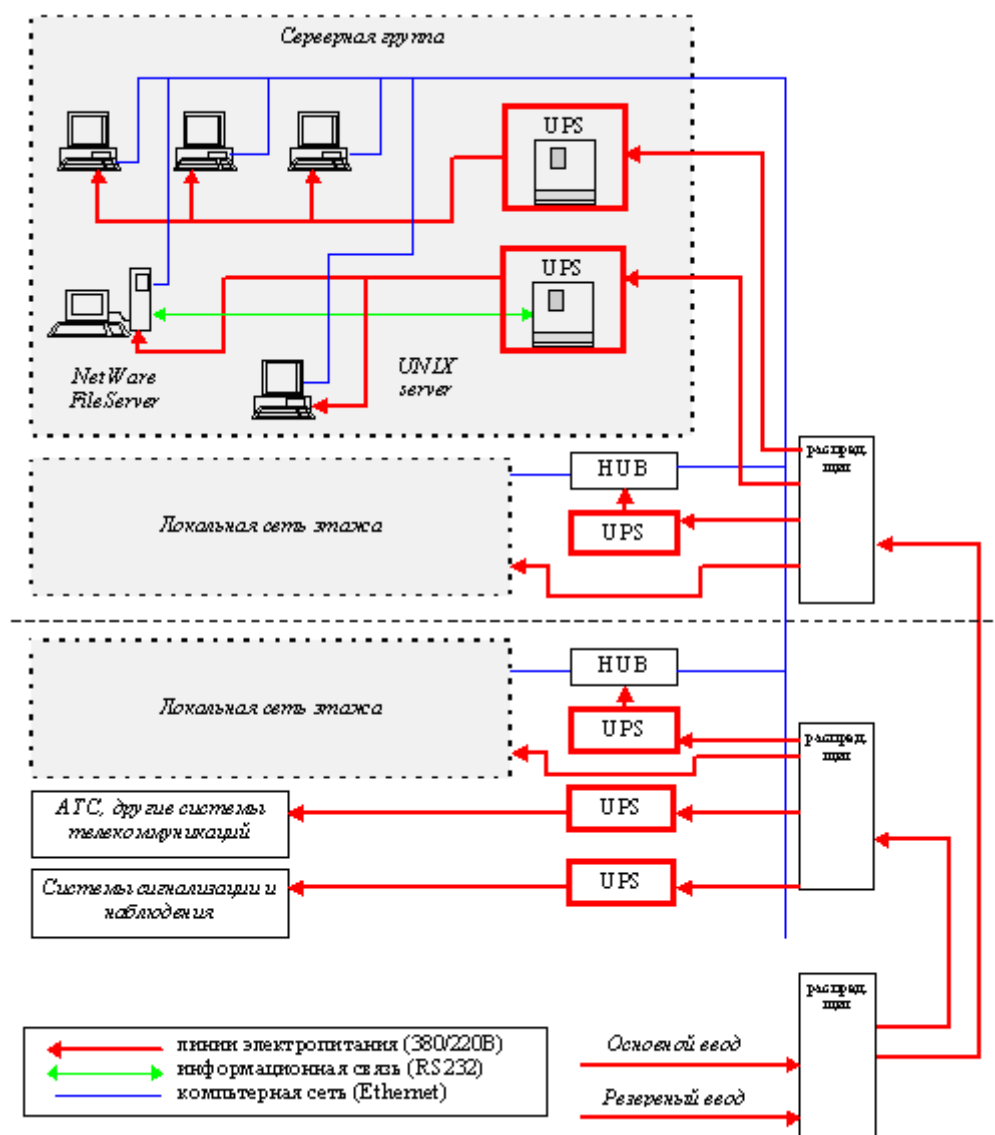 Серверная группа
UPS
UPS
NetWare
FileServer
UNIX
server
распред.
щит
HUB
UPS
Локальная сеть этажа
HUB
UPS
Локальная сеть этажа
распред.
щит
АТС, другие системы
телекоммуникаций
UPS
Системы сигнализации и
наблюдения
UPS
распред.
щит
линии электропитания (380/220В)
информационная связь (RS232)
компьтерная сеть (Ethernet)
Основной ввод
Резервный ввод